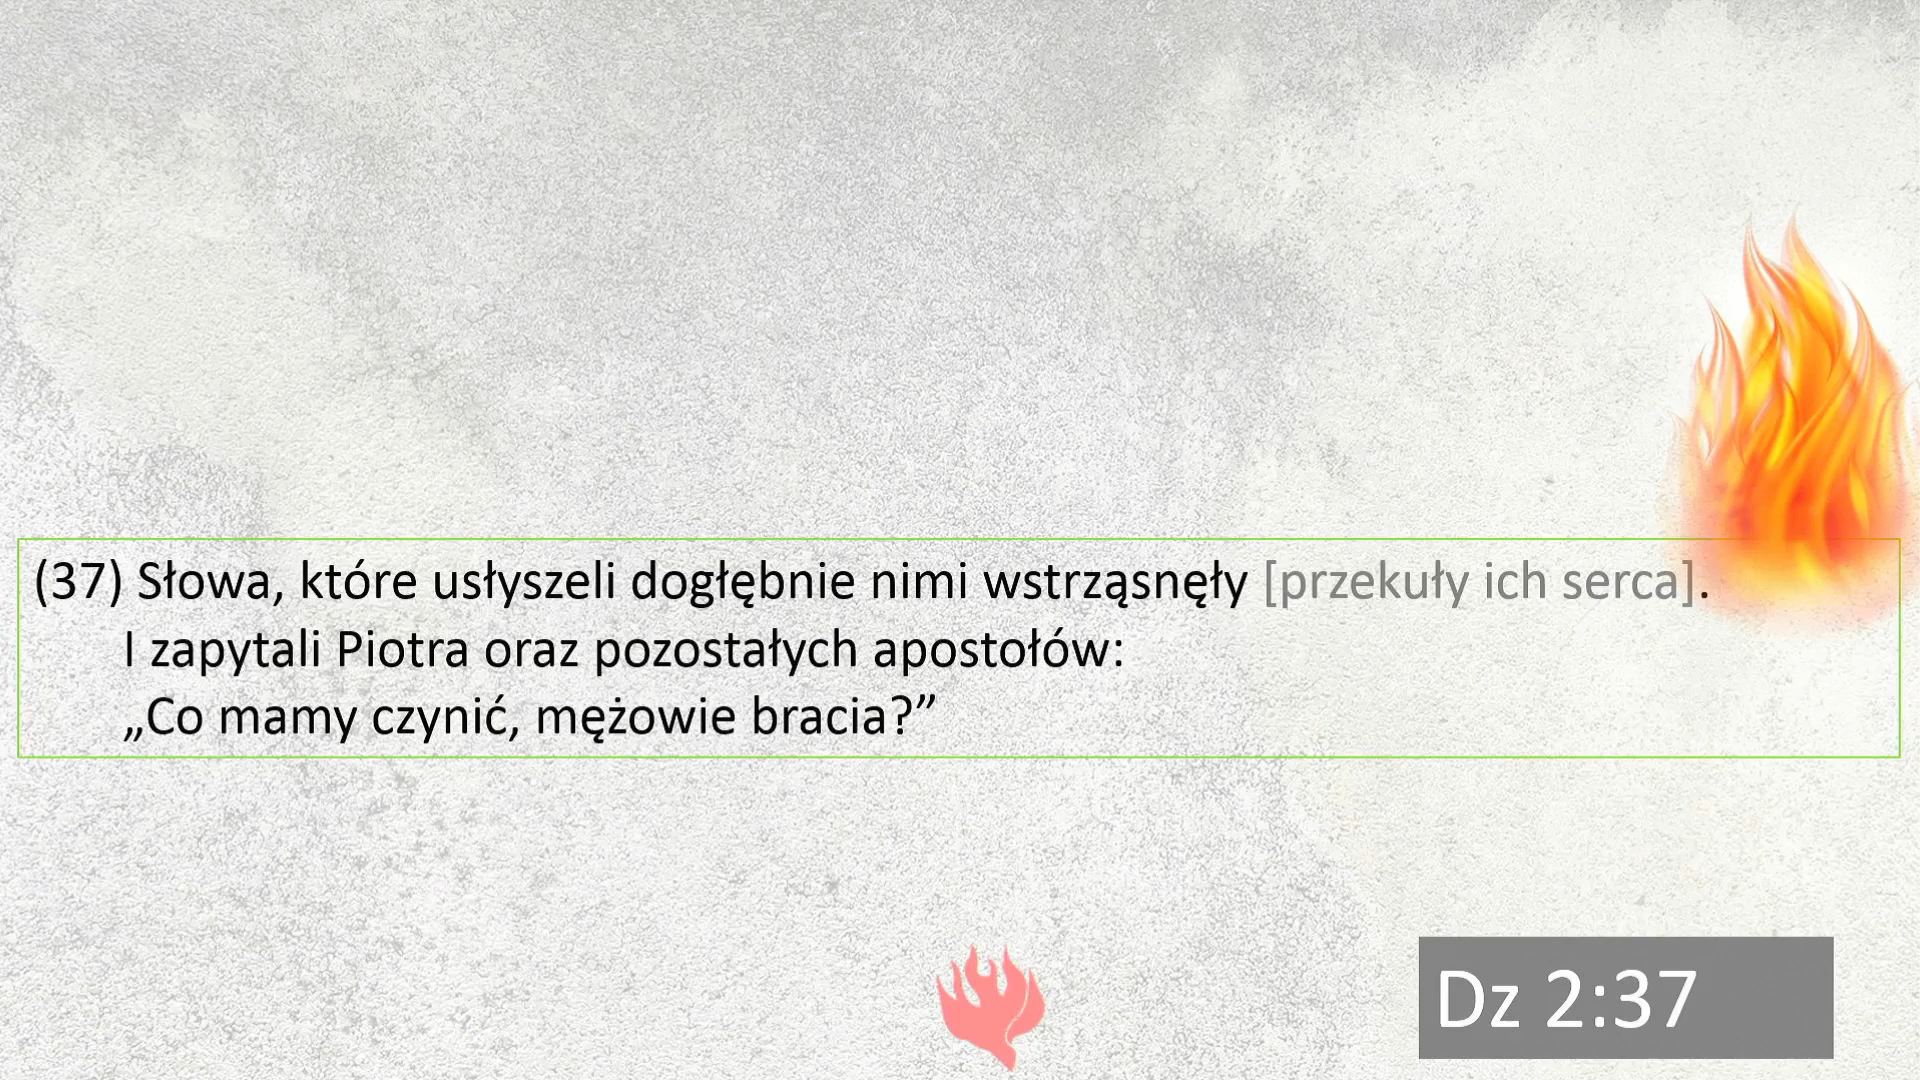 (37) Słowa, które usłyszeli dogłębnie nimi wstrząsnęły [przekuły ich serca].
I zapytali Piotra oraz pozostałych apostołów:
„Co mamy czynić, mężowie bracia?”
Dz 2:37